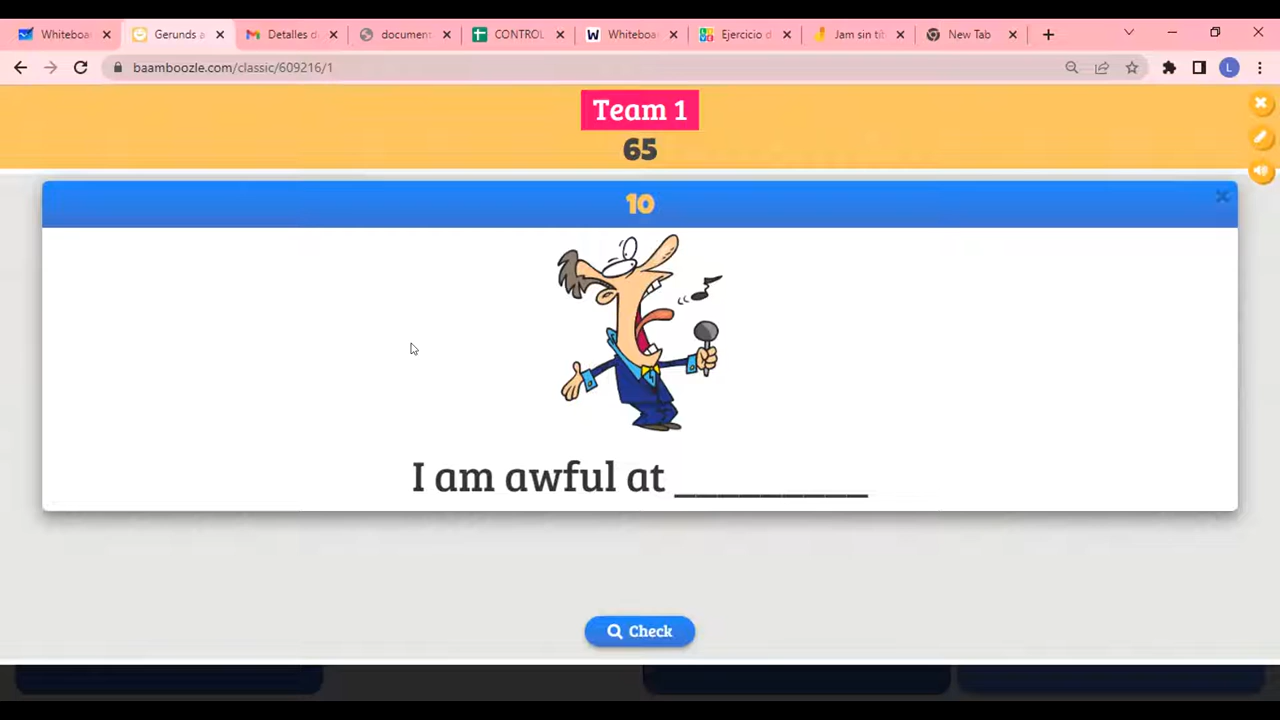 Whiteboa
Gerunds a
Detalles d
document
CONTROL
Whiteboa
Ejercicio d
Jam sin tít
New Tab
baamboozle.com/classic/609216/1
L
Team 1
65
10
I am awful at _________
Check